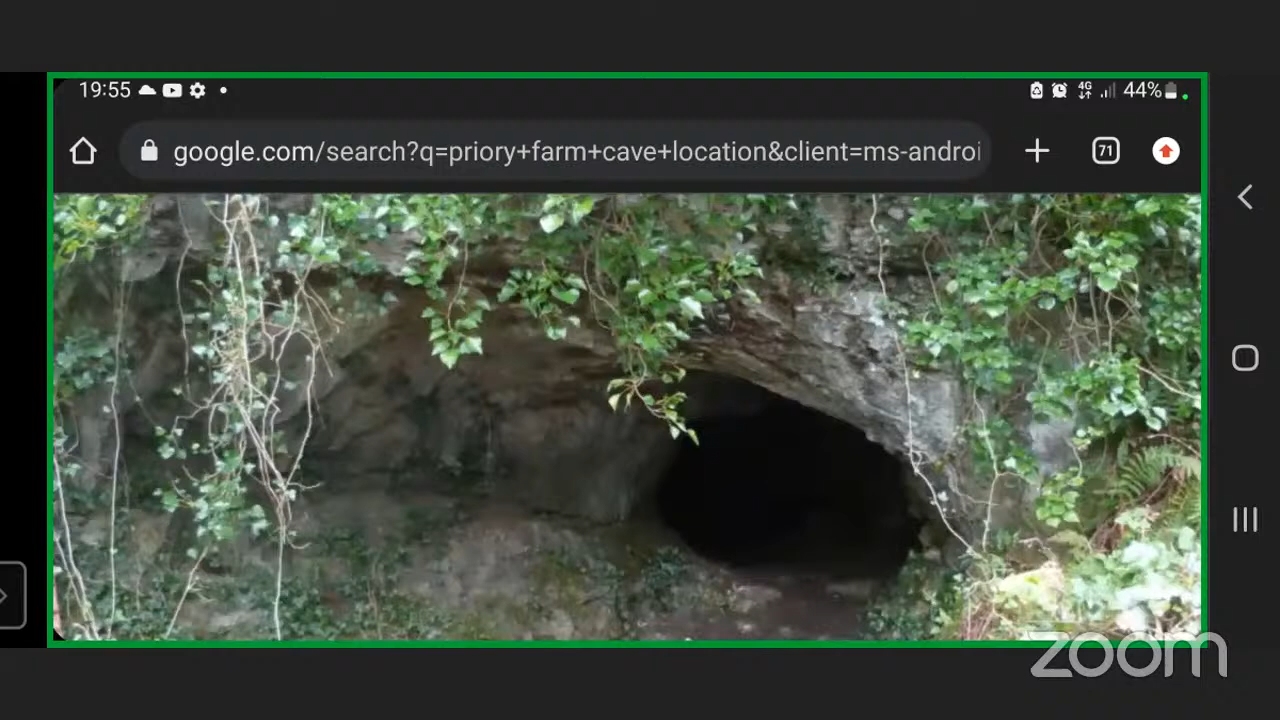 19:55
4G
44%
google.com/search?q=priory+farm+cave+location&client=ms-androi
71
zoom